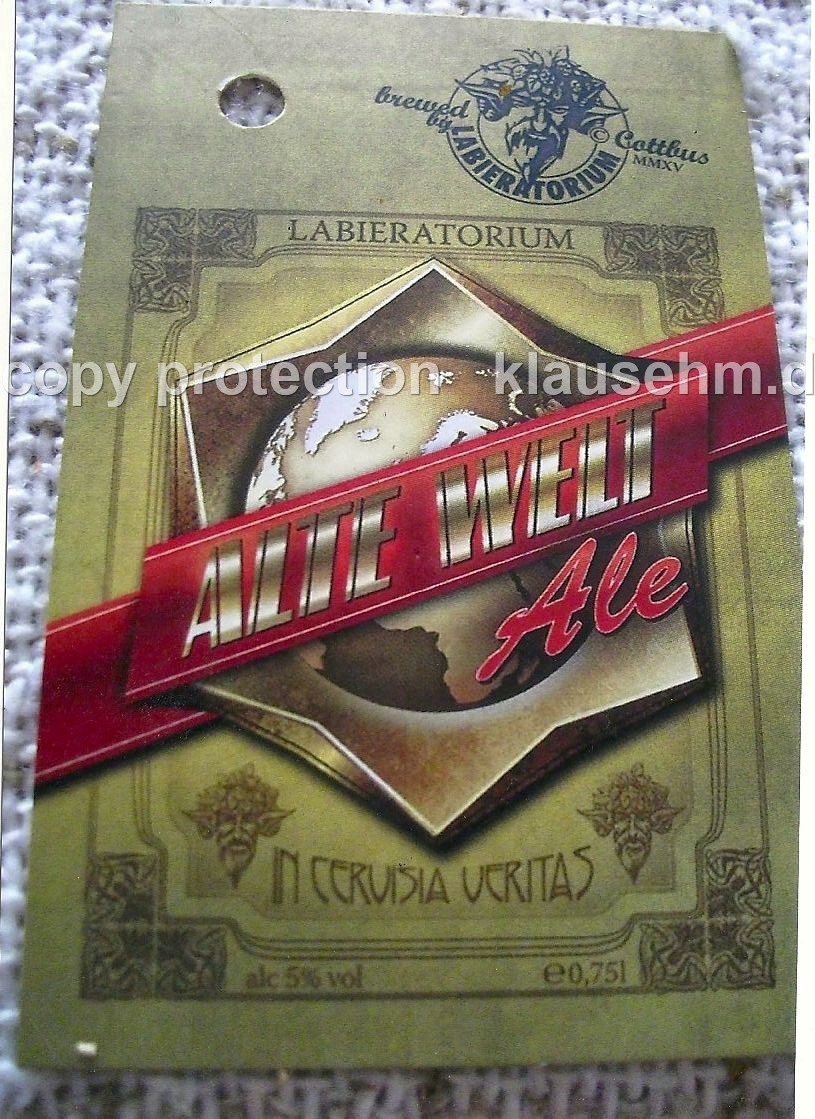 brewed
by
LABIERATORIUM
© Cottbus
MMXV
LABIERATORIUM
copy protection klausehm.d
ALTE WELT
Ale
IN CERVISIA VERITAS
alc 5% vol
e 0,75l